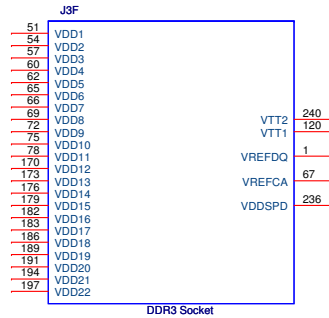 J3F
51 VDD1
54 VDD2
57 VDD3
60 VDD4
62 VDD5
65 VDD6
66 VDD7
69 VDD8
72 VDD9
75 VDD10
78 VDD11
170 VDD12
173 VDD13
176 VDD14
179 VDD15
182 VDD16
183 VDD17
186 VDD18
189 VDD19
191 VDD20
194 VDD21
197 VDD22
VTT2 240
VTT1 120
VREFDQ 1
VREFCA 67
VDDSPD 236
DDR3 Socket